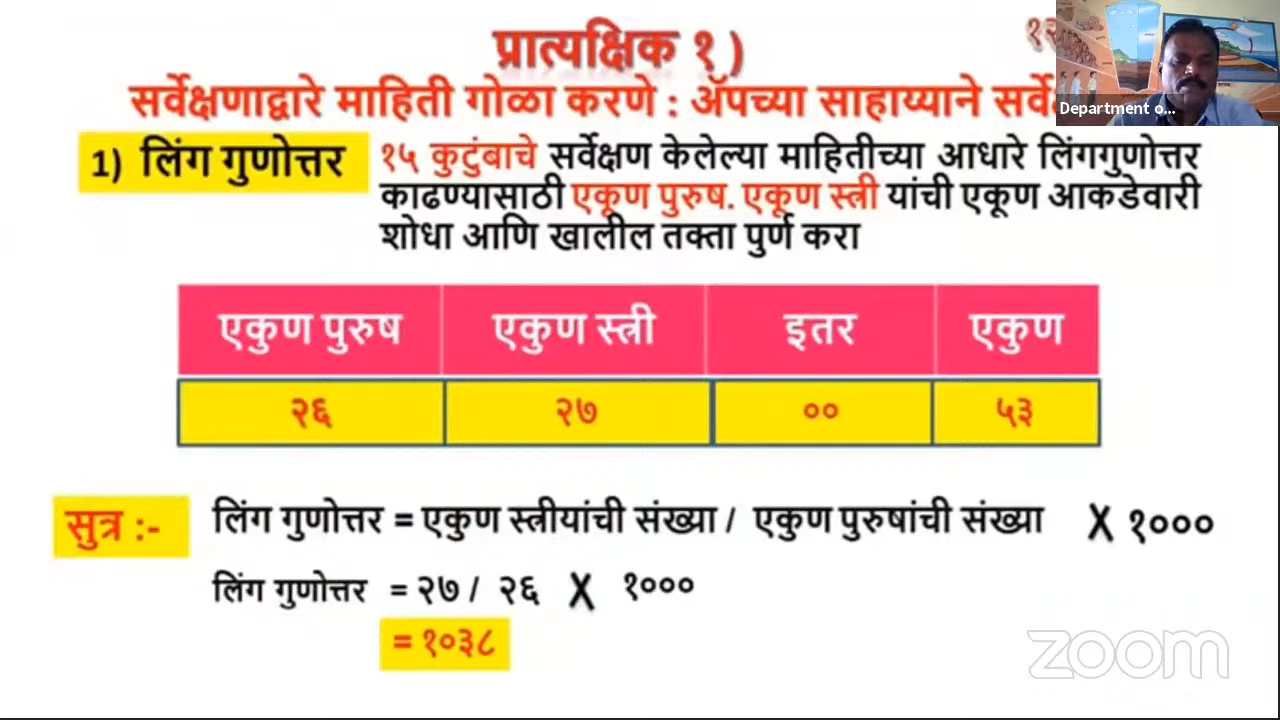 प्रात्यक्षिक १ )
सर्वेक्षणाद्वारे माहिती गोळा करणे : ॲपच्या साहाय्याने
Department o...
1) लिंग गुणोत्तर
१५ कुटुंबाचे सर्वेक्षण केलेल्या माहितीच्या आधारे लिंगगुणोत्तर
काढण्यासाठी एकूण पुरुष. एकूण स्त्री यांची एकूण आकडेवारी
शोधा आणि खालील तक्ता पुर्ण करा
एकुण पुरुष एकुण स्त्री इतर एकुण
२६ २७ ०० ५३
सुत्र :- लिंग गुणोत्तर = एकुण स्त्रीयांची संख्या / एकुण पुरुषांची संख्या X १०००
लिंग गुणोत्तर = २७ / २६ X १०००
= १०३८
zoom